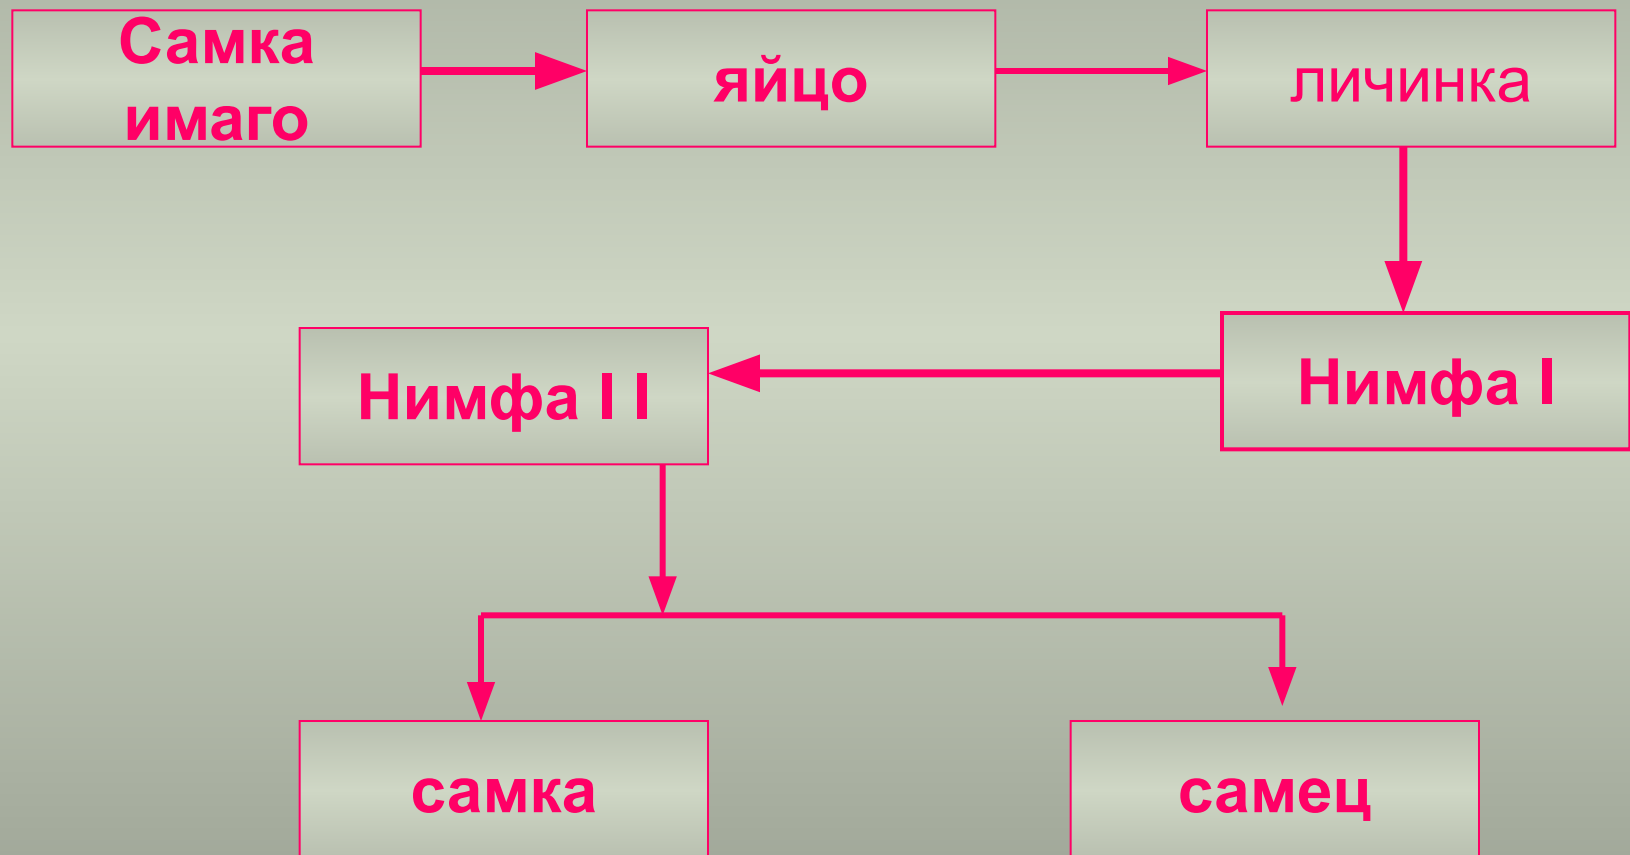 Самка
имаго
яйцо
личинка
Нимфа I
Нимфа I I
самка
самец